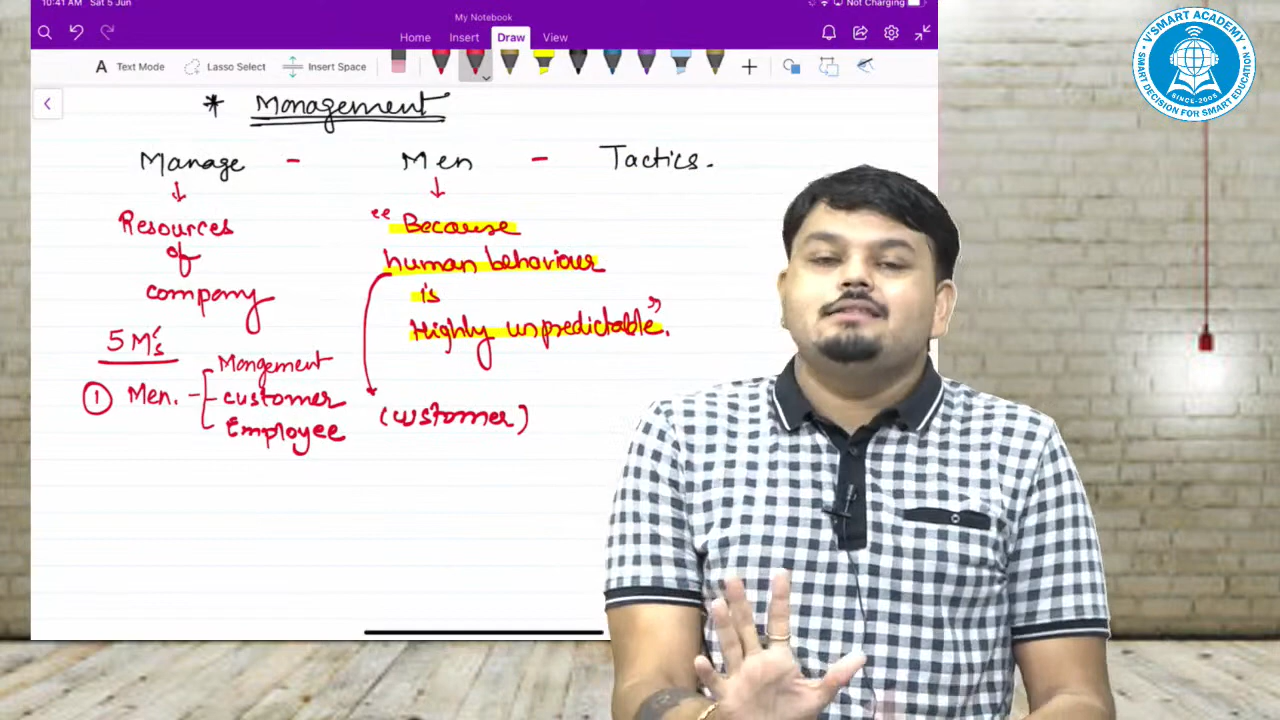 10:41 AM Sat 5 Jun
Not Charging
My Notebook
Home Insert Draw View
A Text Mode Lasso Select Insert Space
* Management
Manage - Men - Tactics.
Resources
of
company
"Because
human behaviour
is
Highly unpredictable".
5 M's
① Men. - Mangement
customer
Employee
(customer)
V'SMART ACADEMY
SINCE-2005
SMART DECISION FOR SMART EDUCATION